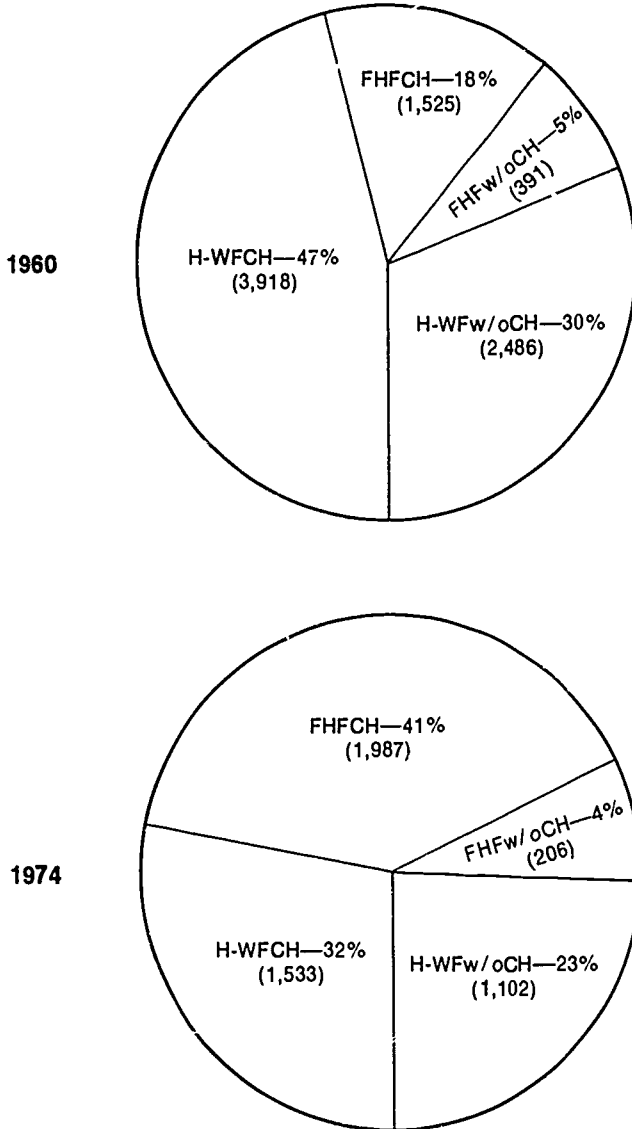 1960
FHFCH—18%
(1,525)
FHFw/oCH—5%
(391)
H-WFCH—47%
(3,918)
H-WFw/oCH—30%
(2,486)
1974
FHFCH—41%
(1,987)
FHFw/oCH—4%
(206)
H-WFCH—32%
(1,533)
H-WFw/oCH—23%
(1,102)